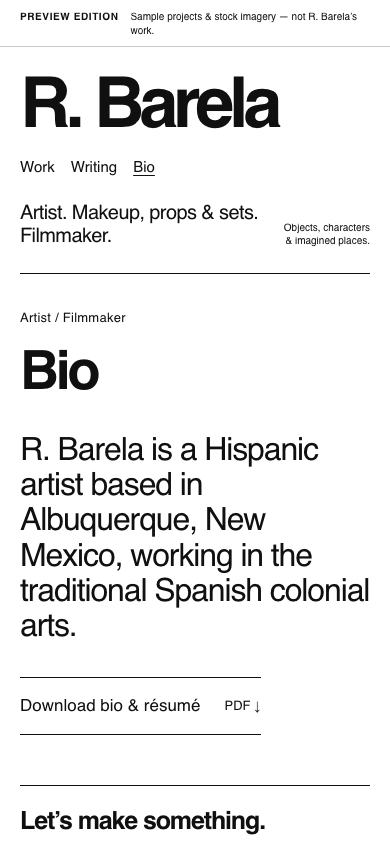 PREVIEW EDITION Sample projects & stock imagery — not R. Barela’s
work.
R. Barela
Work Writing Bio
Artist. Makeup, props & sets.
Filmmaker.
Objects, characters
& imagined places.
Artist / Filmmaker
Bio
R. Barela is a Hispanic
artist based in
Albuquerque, New
Mexico, working in the
traditional Spanish colonial
arts.
Download bio & résumé PDF ↓
Let’s make something.